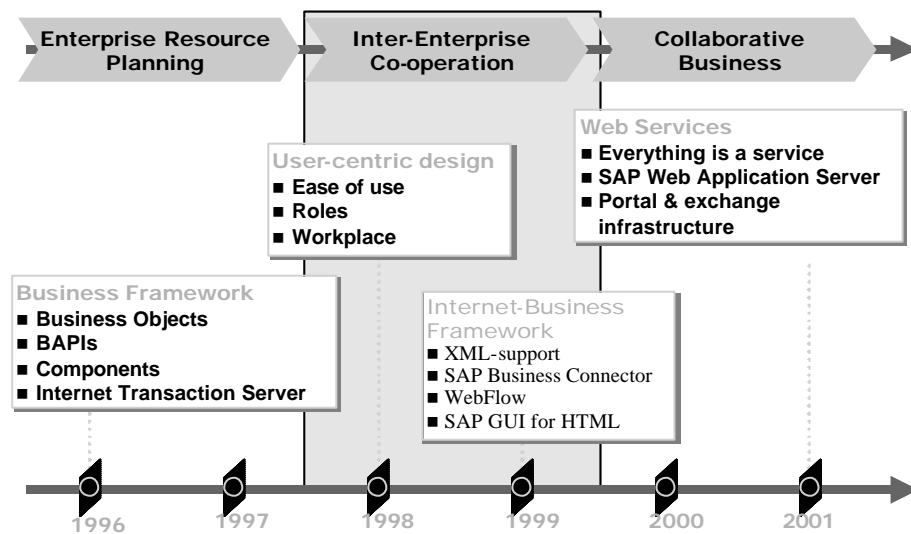 Enterprise Resource
Planning
Inter-Enterprise
Co-operation
Collaborative
Business
Web Services
■ Everything is a service
■ SAP Web Application Server
■ Portal & exchange
infrastructure
User-centric design
■ Ease of use
■ Roles
■ Workplace
Business Framework
■ Business Objects
■ BAPIs
■ Components
■ Internet Transaction Server
Internet-Business
Framework
■ XML-support
■ SAP Business Connector
■ WebFlow
■ SAP GUI for HTML
1996
1997
1998
1999
2000
2001